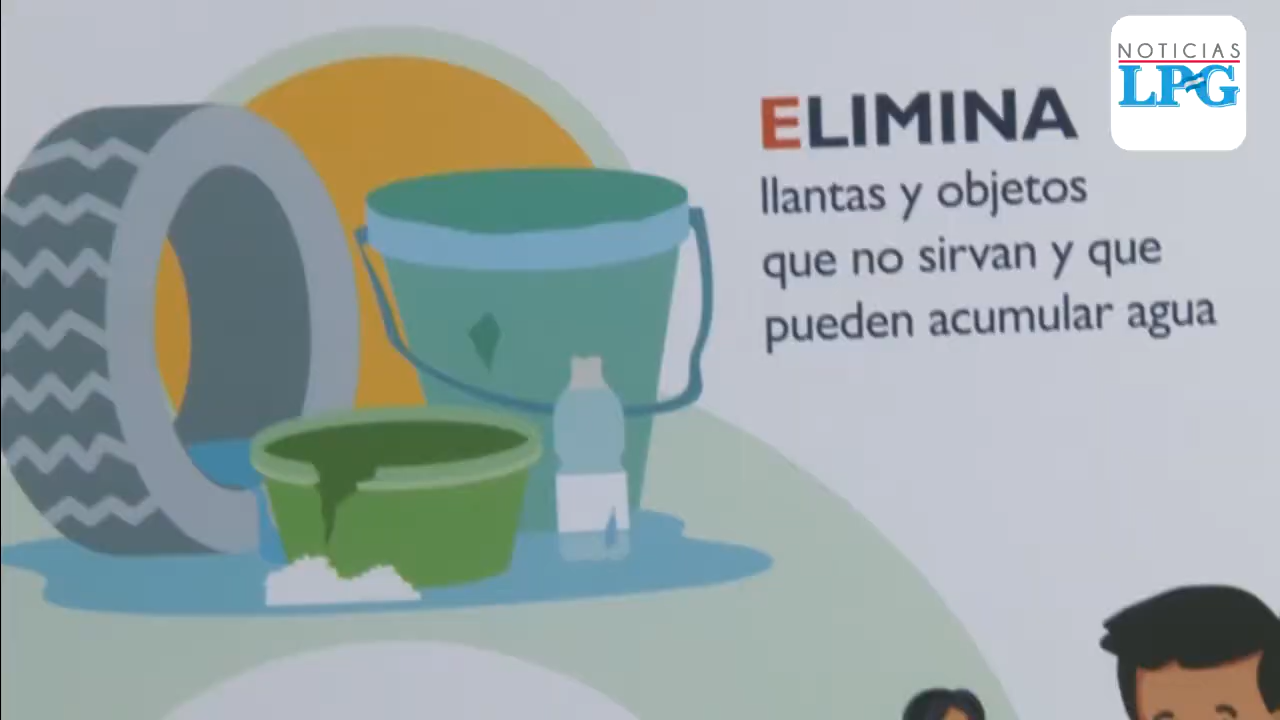 NOTICIAS
LPG
ELIMINA
llantas y objetos
que no sirvan y que
pueden acumular agua